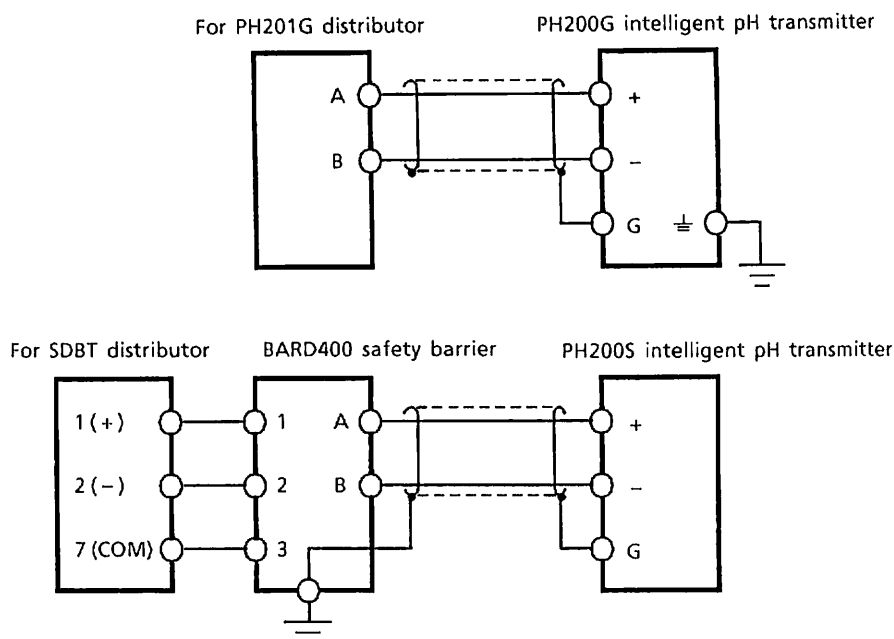 For PH201G distributor
PH200G intelligent pH transmitter
A
+
B
−
G ⏚
For SDBT distributor
BARD400 safety barrier
PH200S intelligent pH transmitter
1 (+)
1
A
+
2 (−)
2
B
−
7 (COM)
3
G